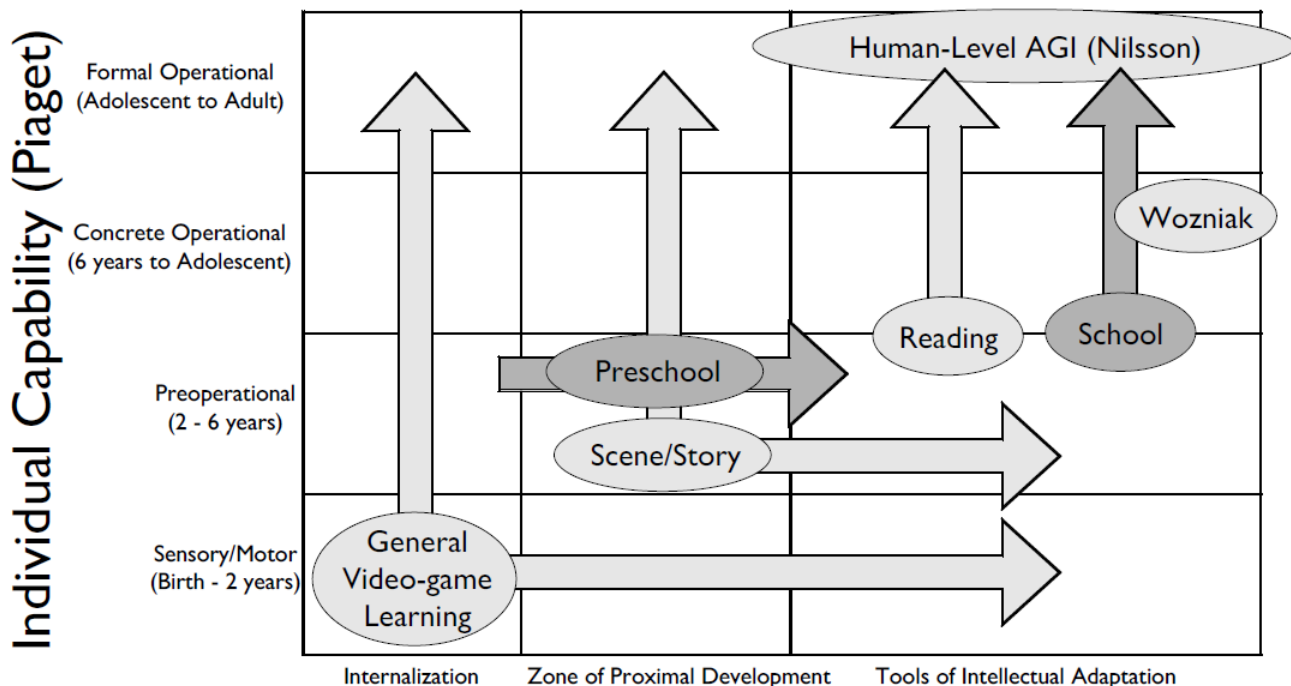 Individual Capability (Piaget)
Formal Operational
(Adolescent to Adult)
Human-Level AGI (Nilsson)
Concrete Operational
(6 years to Adolescent)
Wozniak
Reading
School
Preoperational
(2 - 6 years)
Preschool
Scene/Story
Sensory/Motor
(Birth - 2 years)
General
Video-game
Learning
Internalization
Zone of Proximal Development
Tools of Intellectual Adaptation